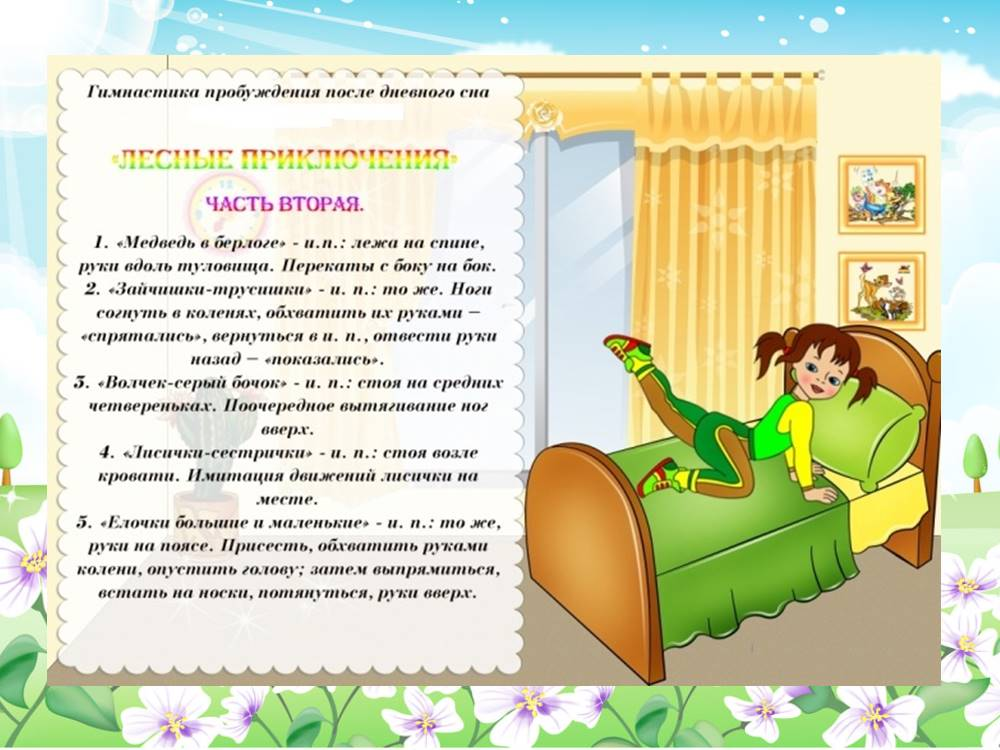 Гимнастика пробуждения после дневного сна
«ЛЕСНЫЕ ПРИКЛЮЧЕНИЯ»
ЧАСТЬ ВТОРАЯ.
1. «Медведь в берлоге» - и.п.: лежа на спине,
руки вдоль туловища. Перекаты с боку на бок.
2. «Зайчишки-трусишки» - и. п.: то же. Ноги
согнуть в коленях, обхватить их руками –
«спрятались», вернуться в и. п., отвести руки
назад – «показались».
3. «Волчек-серый бочок» - и. п.: стоя на средних
четвереньках. Поочередное вытягивание ног
вверх.
4. «Лисички-сестрички» - и. п.: стоя возле
кровати. Имитация движений лисички на
месте.
5. «Елочки большие и маленькие» - и. п.: то же,
руки на поясе. Присесть, обхватить руками
колени, опустить голову; затем выпрямиться,
встать на носки, потянуться, руки вверх.